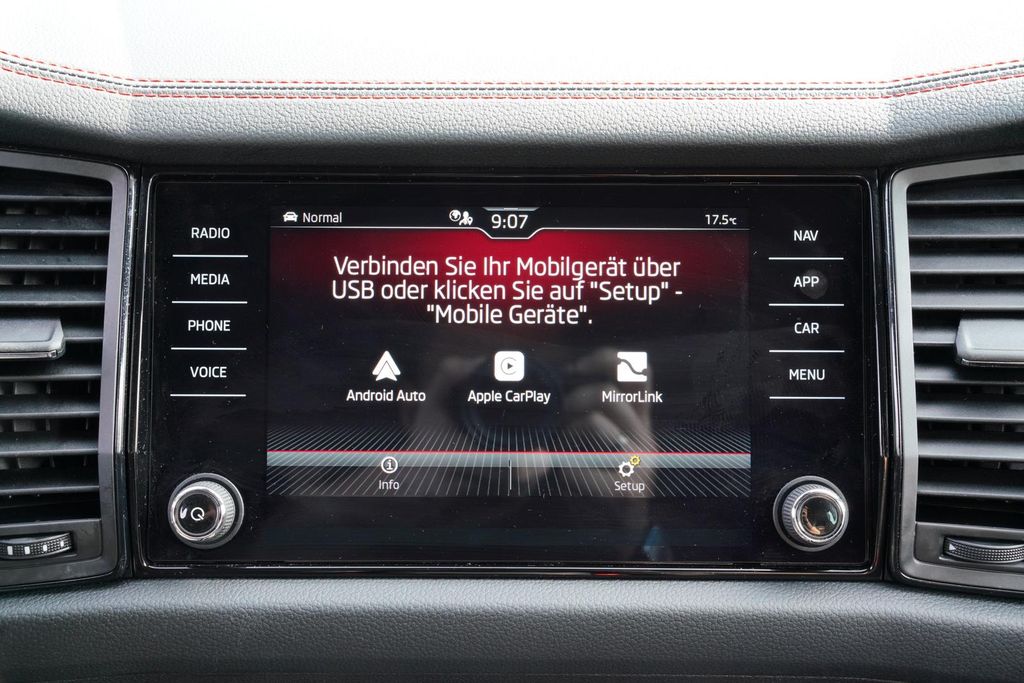 Normal
9:07
17.5°C
RADIO
MEDIA
PHONE
VOICE
Verbinden Sie Ihr Mobilgerät über
USB oder klicken Sie auf "Setup" -
"Mobile Geräte".
Android Auto
Apple CarPlay
MirrorLink
Info
Setup
NAV
APP
CAR
MENU